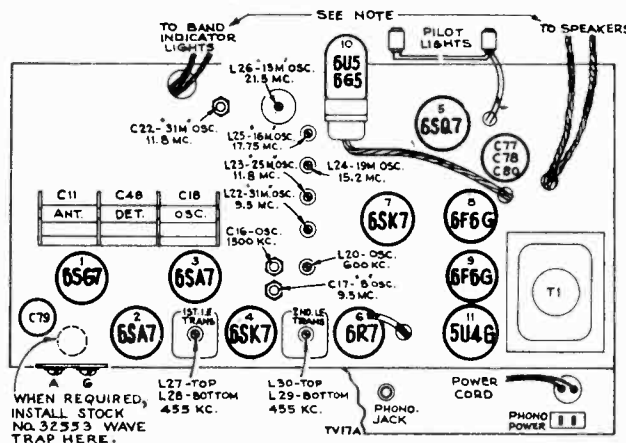 SEE NOTE
TO BAND
INDICATOR
LIGHTS
PILOT
LIGHTS
TO SPEAKERS
L26-"13M" OSC.
21.5 MC.
10
6U5
6G5
5
6SQ7
C22-"31M" OSC.
11.8 MC.
L25-"16M" OSC.
17.75 MC.
C77
C78
C80
L23-"25M" OSC.
11.8 MC.
L24-19M OSC.
15.2 MC.
L22-"31M" OSC.
9.5 MC.
C11
C48
C18
ANT.
DET.
OSC.
7
6SK7
8
6F6G
C16-OSC.
1500 KC.
L20-OSC
600 KC.
C17-"B" OSC.
9.5 MC.
1
6SG7
3
6SA7
9
6F6G
T1
C79
2
6SA7
1ST. I.F.
TRANS
4
6SK7
2ND. I.F.
TRANS
6
6R7
11
5U4G
A
G
WHEN REQUIRED,
INSTALL STOCK
NO. 32553 WAVE
TRAP HERE.
L27-TOP
L28-BOTTOM
455 KC.
L30-TOP
L29-BOTTOM
455 KC.
TV17A
PHONO.
JACK
POWER
CORD
PHONO
POWER